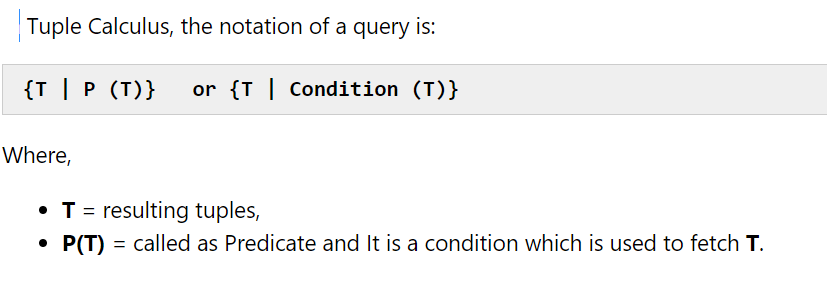 Tuple Calculus, the notation of a query is:
{T | P (T)}   or {T | Condition (T)}
Where,
• T = resulting tuples,
• P(T) = called as Predicate and It is a condition which is used to fetch T.